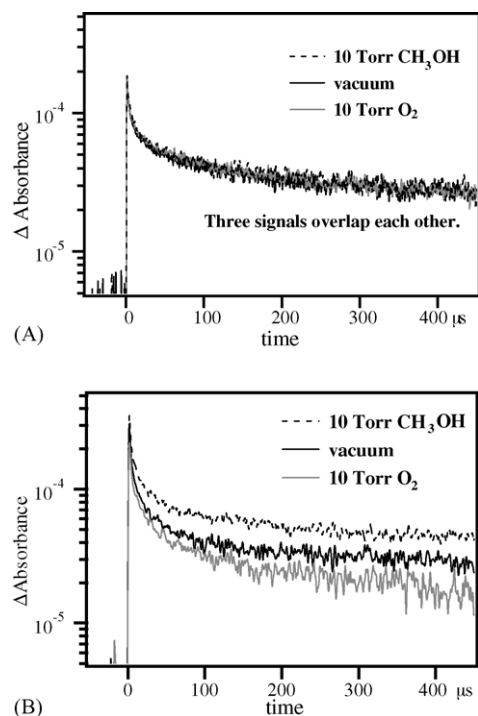 10 Torr CH₃OH
vacuum
10 Torr O₂
10⁻⁴
Δ Absorbance
Three signals overlap each other.
10⁻⁵
0 100 200 300 400 μs
(A) time
10 Torr CH₃OH
vacuum
10 Torr O₂
10⁻⁴
ΔAbsorbance
10⁻⁵
0 100 200 300 400 μs
(B) time